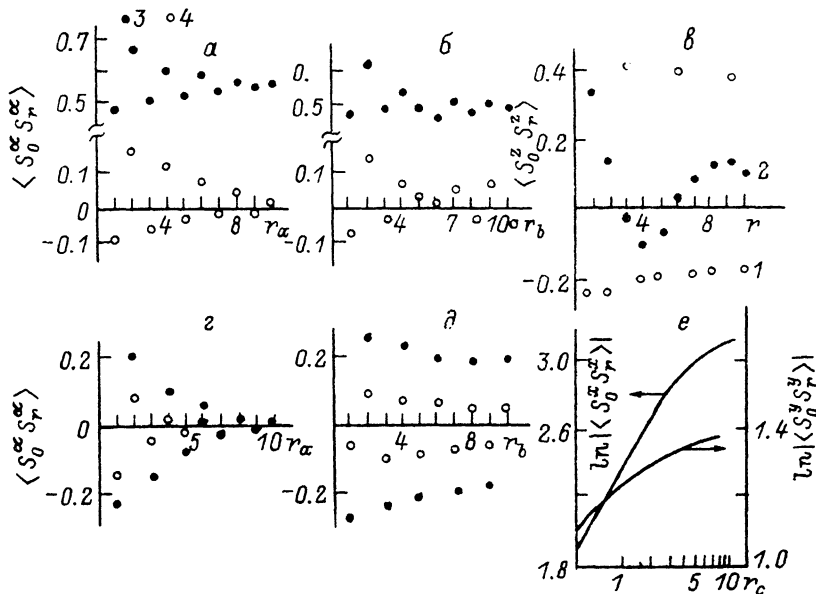 3 4
0.7
0.5
0.1
0
-0.1
⟨S₀^α S_r^α⟩
a
4 8 r_a
0.
0.5
0.1
0
-0.1
б
4 7 10 r_b
⟨S₀^z S_r^z⟩
0.4
0.2
0
-0.2
в
2
4 8 r
1
⟨S₀^α S_r^α⟩
0.2
0
-0.2
г
5 10 r_a
0.2
0
-0.2
д
4 8 r_b
е
3.0
2.6
1.8
ln|⟨S₀^x S_r^x⟩|
1.4
1.0
ln|⟨S₀^y S_r^y⟩|
1 5 10 r_c